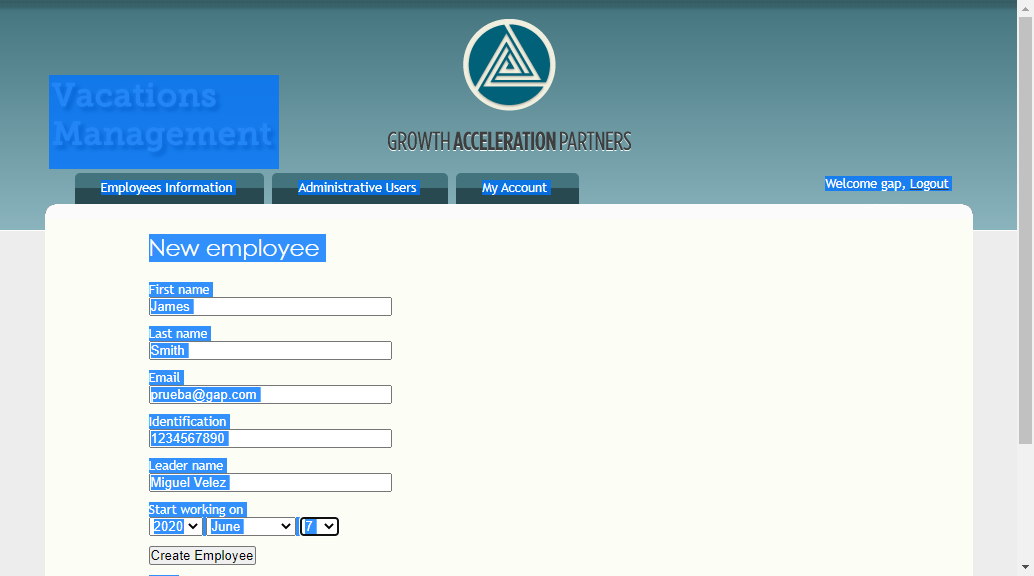 Vacations
Management
GROWTH ACCELERATION PARTNERS
Employees Information
Administrative Users
My Account
Welcome gap, Logout
New employee
First name
James
Last name
Smith
Email
prueba@gap.com
Identification
1234567890
Leader name
Miguel Velez
Start working on
2020 June 7
Create Employee